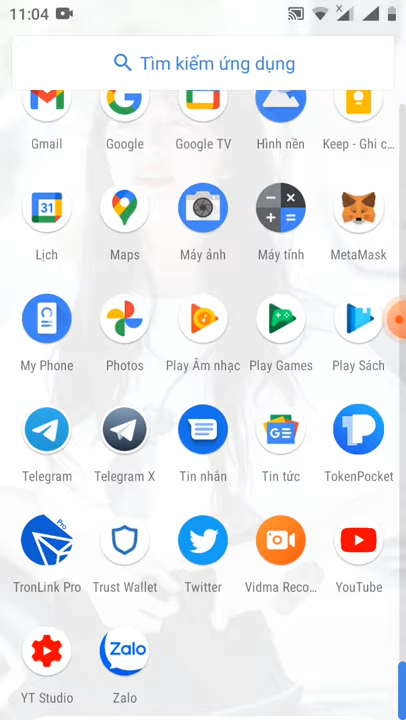 11:04
Tìm kiếm ứng dụng
Gmail
Google
Google TV
Hình nền
Keep - Ghi c...
31
Lịch
Maps
Máy ảnh
Máy tính
MetaMask
My Phone
Photos
Play Âm nhạc
Play Games
Play Sách
GE
Telegram
Telegram X
Tin nhắn
Tin tức
TokenPocket
Pro
TronLink Pro
Trust Wallet
Twitter
Vidma Reco...
YouTube
Zalo
YT Studio
Zalo